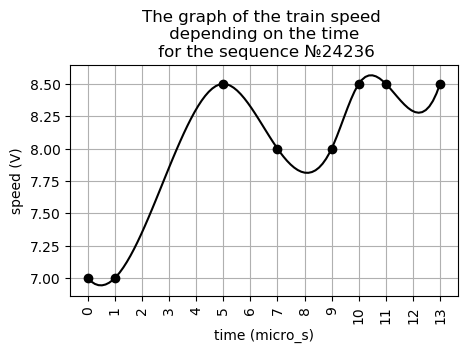 The graph of the train speed
depending on the time
for the sequence №24236
speed (V)
8.50
8.25
8.00
7.75
7.50
7.25
7.00
0 1 2 3 4 5 6 7 8 9 10 11 12 13
time (micro_s)